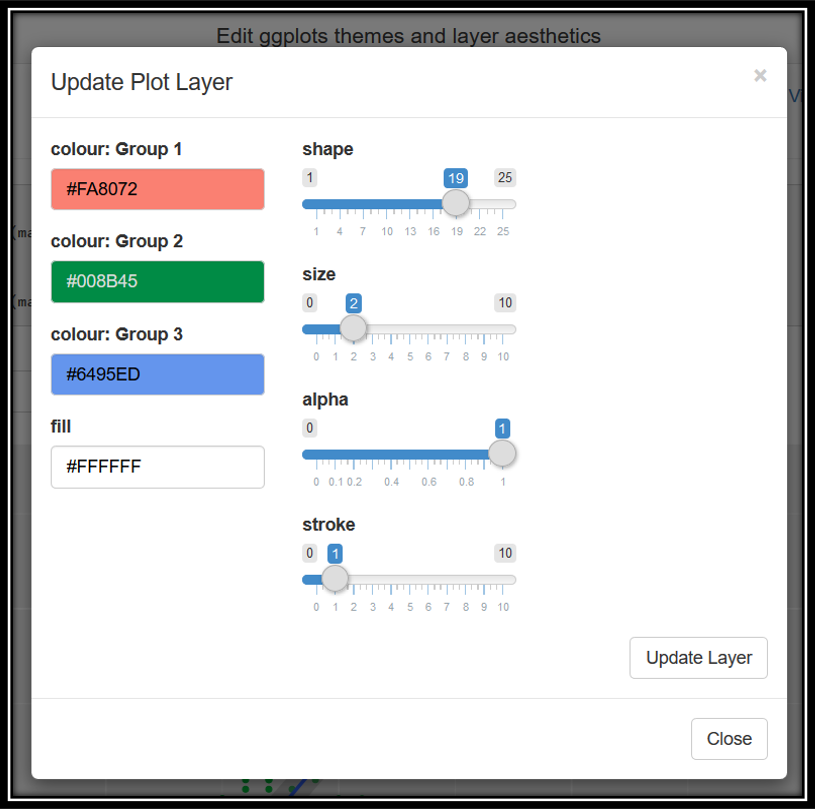 Edit ggplots themes and layer aesthetics
Update Plot Layer
×
colour: Group 1
#FA8072
colour: Group 2
#008B45
colour: Group 3
#6495ED
fill
#FFFFFF
shape
1 19 25
1 4 7 10 13 16 19 22 25
size
0 2 10
0 1 2 3 4 5 6 7 8 9 10
alpha
0 1
0 0.1 0.2 0.4 0.6 0.8 1
stroke
0 1 10
0 1 2 3 4 5 6 7 8 9 10
Update Layer
Close
(ma
(ma